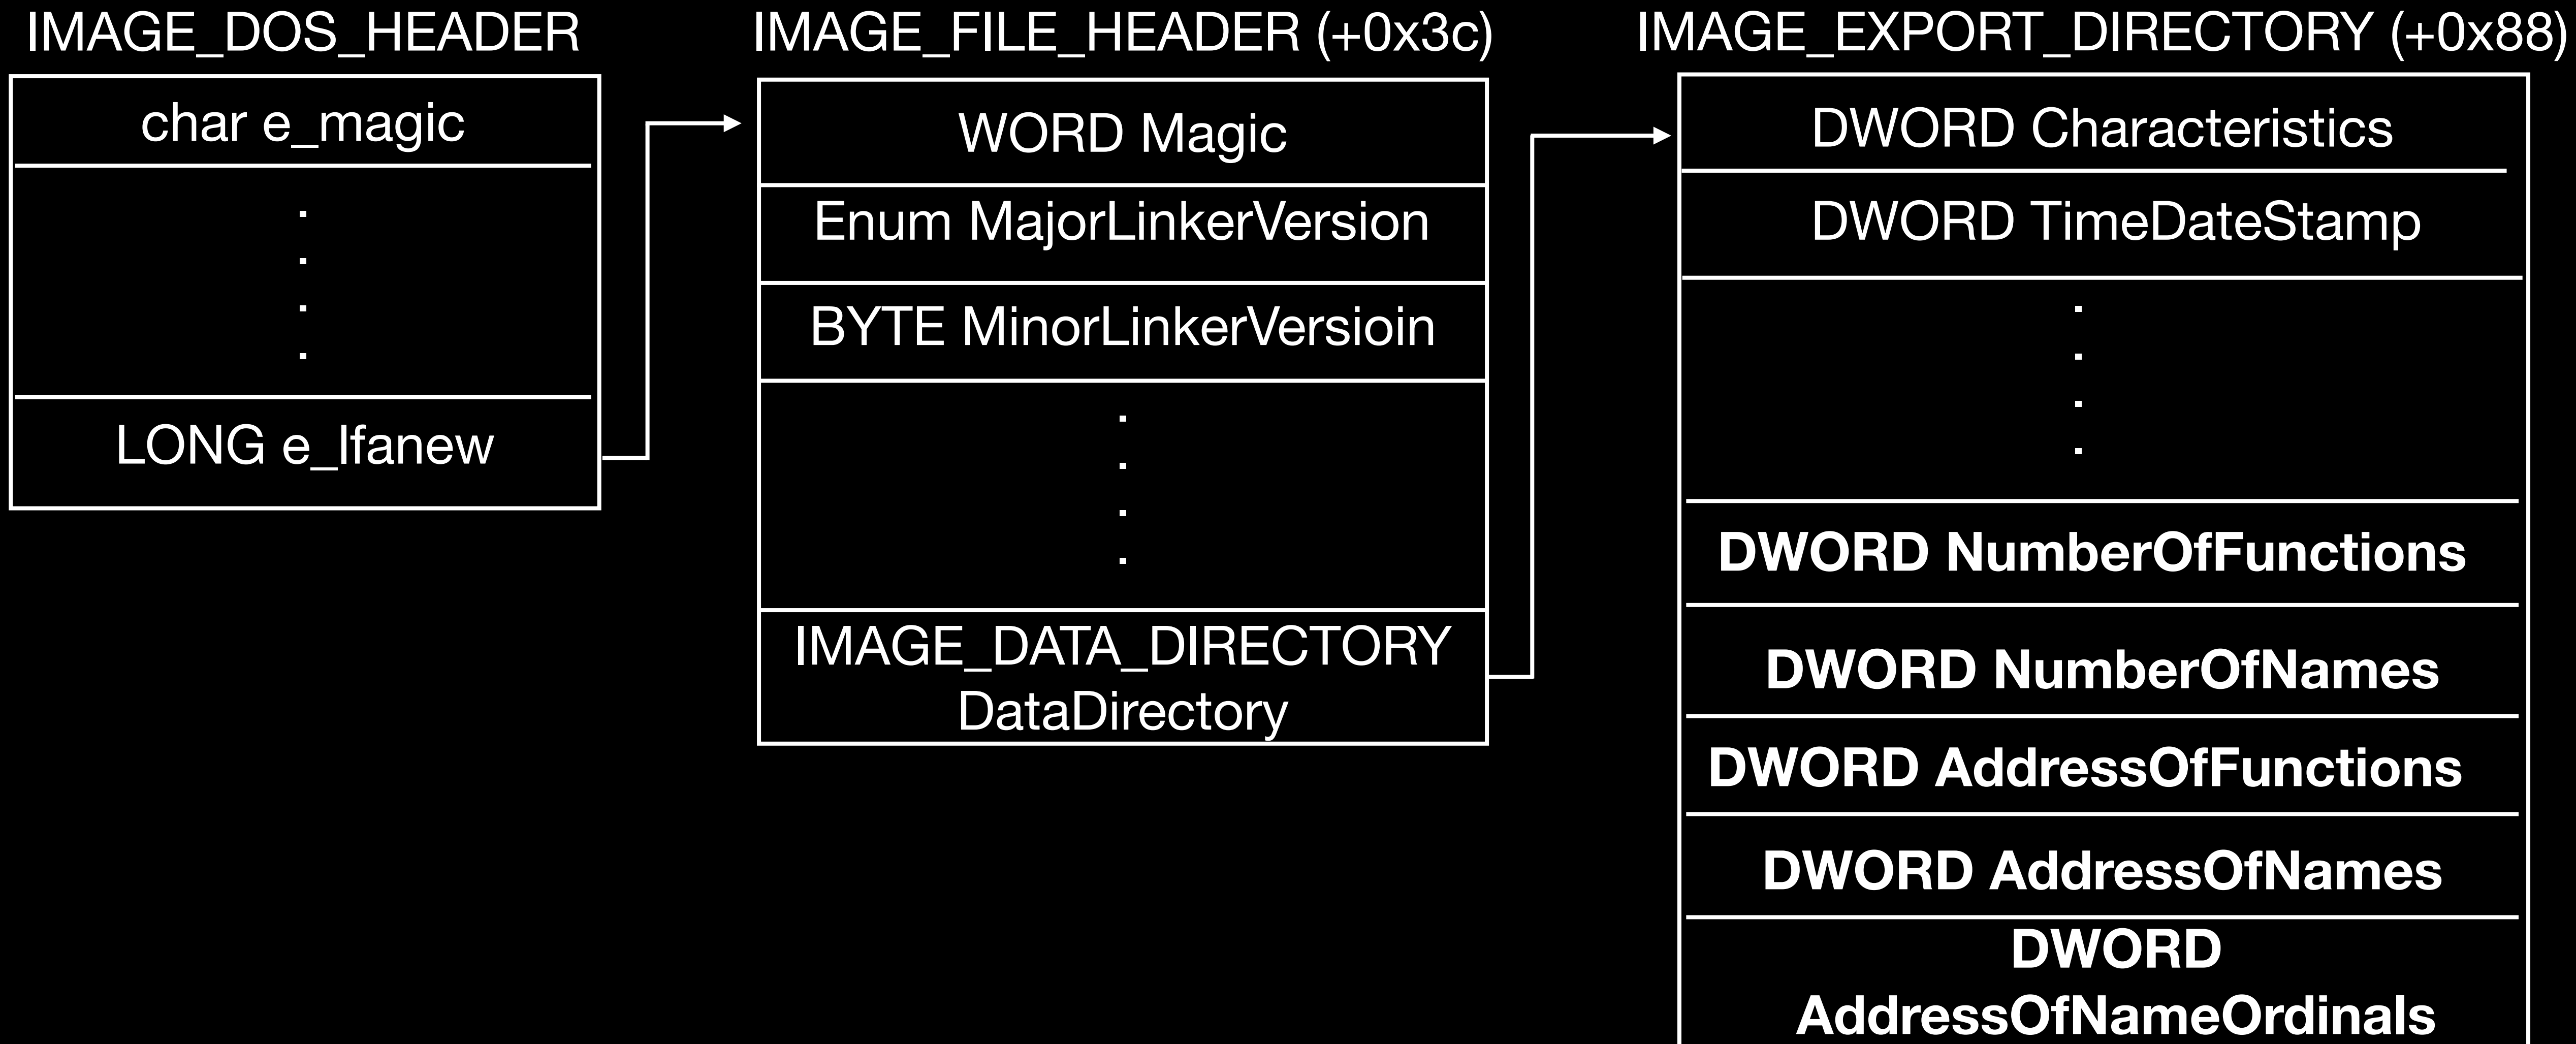 IMAGE_DOS_HEADER
char e_magic
.
.
.
.
LONG e_lfanew
IMAGE_FILE_HEADER (+0x3c)
WORD Magic
Enum MajorLinkerVersion
BYTE MinorLinkerVersioin
.
.
.
.
IMAGE_DATA_DIRECTORY
DataDirectory
IMAGE_EXPORT_DIRECTORY (+0x88)
DWORD Characteristics
DWORD TimeDateStamp
.
.
.
.
DWORD NumberOfFunctions
DWORD NumberOfNames
DWORD AddressOfFunctions
DWORD AddressOfNames
DWORD
AddressOfNameOrdinals